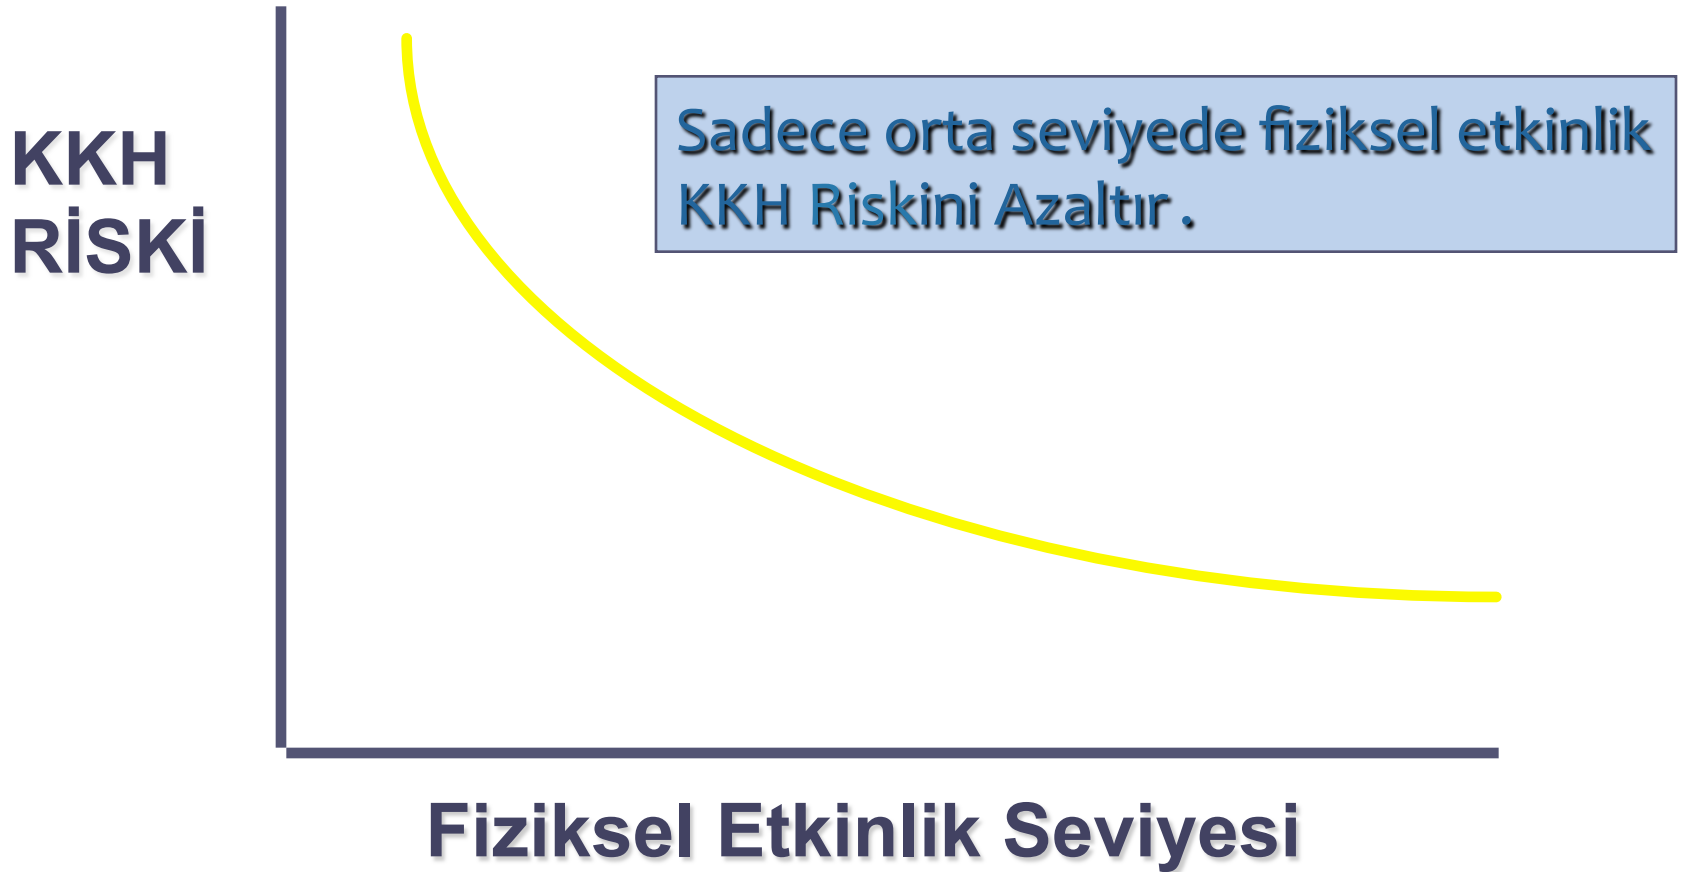 KKH
RİSKİ
Sadece orta seviyede fiziksel etkinlik
KKH Riskini Azaltır .
Fiziksel Etkinlik Seviyesi